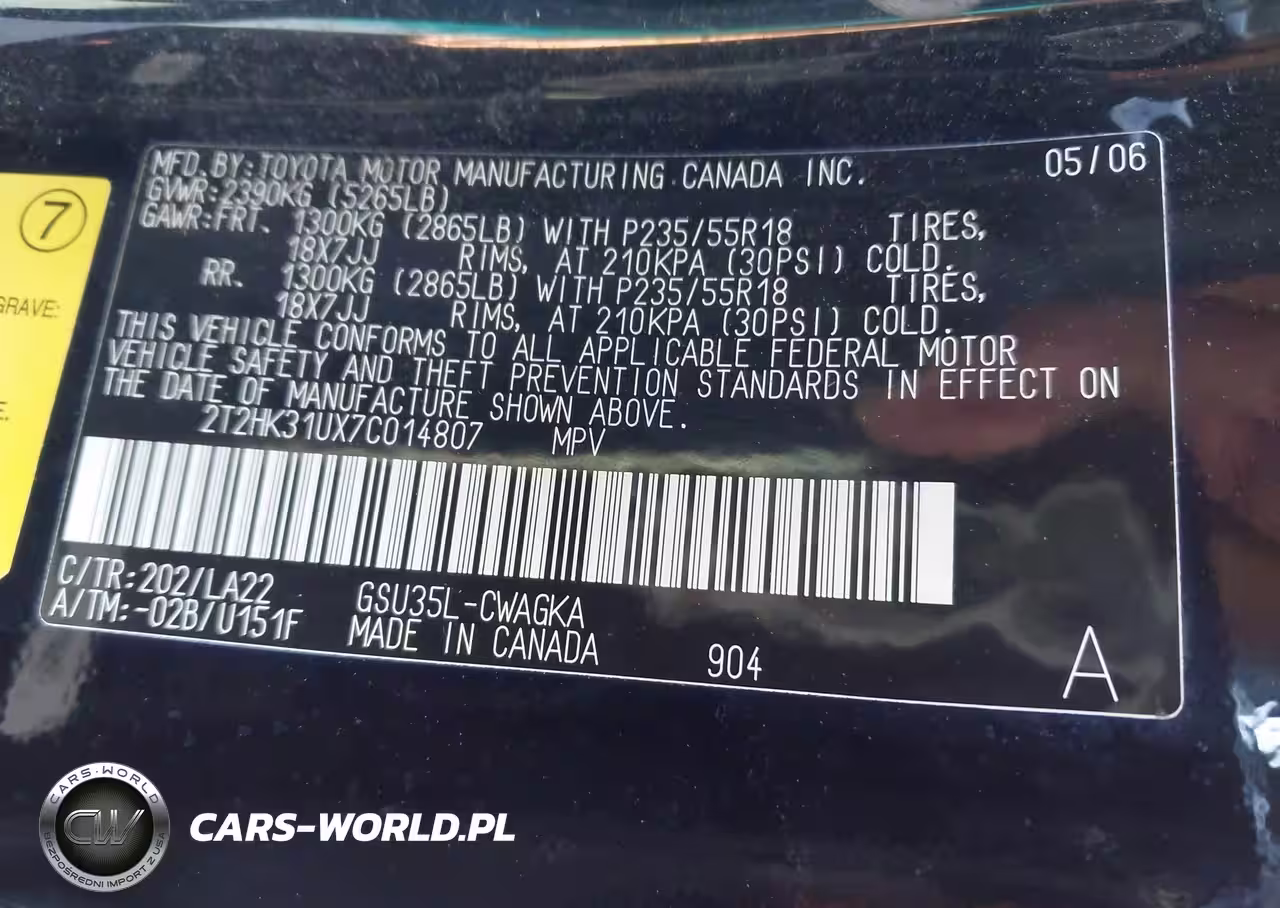 MFD.BY:TOYOTA MOTOR MANUFACTURING CANADA INC. 05/06
GVWR:2390KG (5265LB)
GAWR:FRT. 1300KG (2865LB) WITH P235/55R18 TIRES,
18X7JJ RIMS, AT 210KPA (30PSI) COLD.
RR. 1300KG (2865LB) WITH P235/55R18 TIRES,
18X7JJ RIMS, AT 210KPA (30PSI) COLD.
THIS VEHICLE CONFORMS TO ALL APPLICABLE FEDERAL MOTOR
VEHICLE SAFETY AND THEFT PREVENTION STANDARDS IN EFFECT ON
THE DATE OF MANUFACTURE SHOWN ABOVE.
2T2HK31UX7C014807 MPV
C/TR:202/LA22
A/TM:-02B/U151F
GSU35L-CWAGKA
MADE IN CANADA
904
A
7
GRAVE:
E.
CARS-WORLD
CW
BEZPOŚREDNI IMPORT Z USA
CARS-WORLD.PL